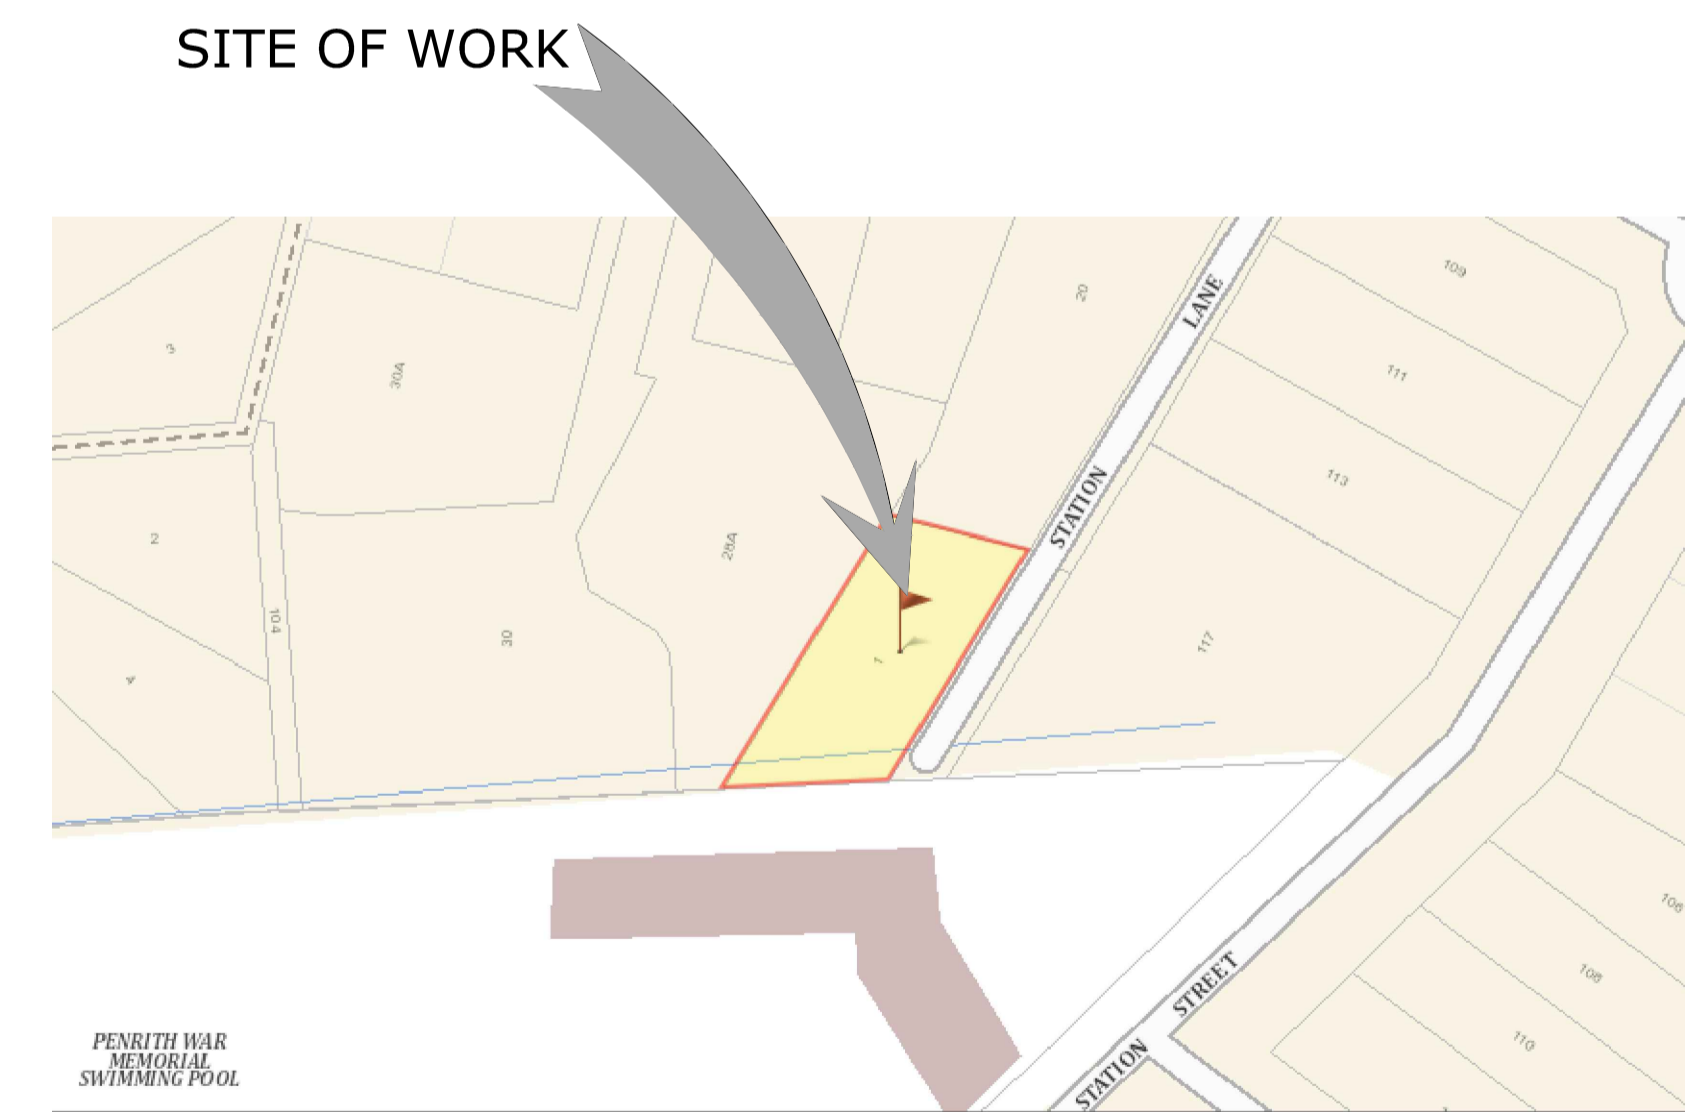 SITE OF WORK
109
20
LANE
3
30A
111
113
STATION
2
28A
104
30
117
1
4
106
108
STREET
110
STATION
PENRITH WAR
MEMORIAL
SWIMMING POOL